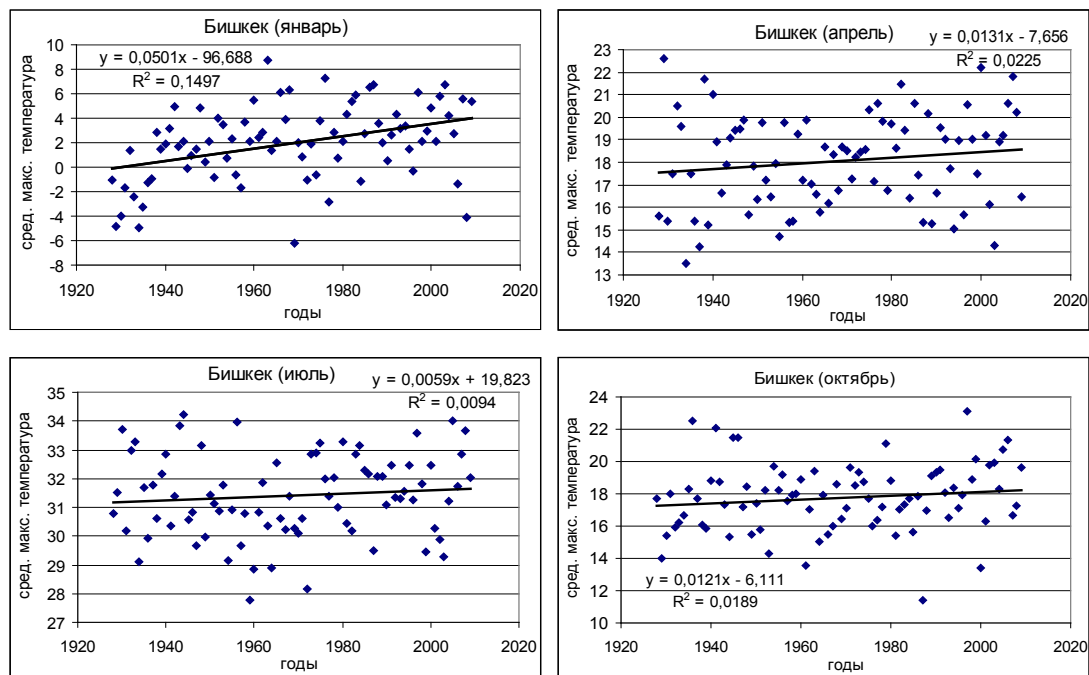 Бишкек (январь)
y = 0,0501x - 96,688
R² = 0,1497
сред. макс. температура
10
8
6
4
2
0
-2
-4
-6
-8
1920 1940 1960 1980 2000 2020
годы
Бишкек (апрель)
y = 0,0131x - 7,656
R² = 0,0225
сред. макс. температура
23
22
21
20
19
18
17
16
15
14
13
1920 1940 1960 1980 2000 2020
годы
Бишкек (июль)
y = 0,0059x + 19,823
R² = 0,0094
сред. макс. температура
35
34
33
32
31
30
29
28
27
1920 1940 1960 1980 2000 2020
годы
Бишкек (октябрь)
сред. макс. температура
24
22
20
18
16
14
12
10
y = 0,0121x - 6,111
R² = 0,0189
1920 1940 1960 1980 2000 2020
годы